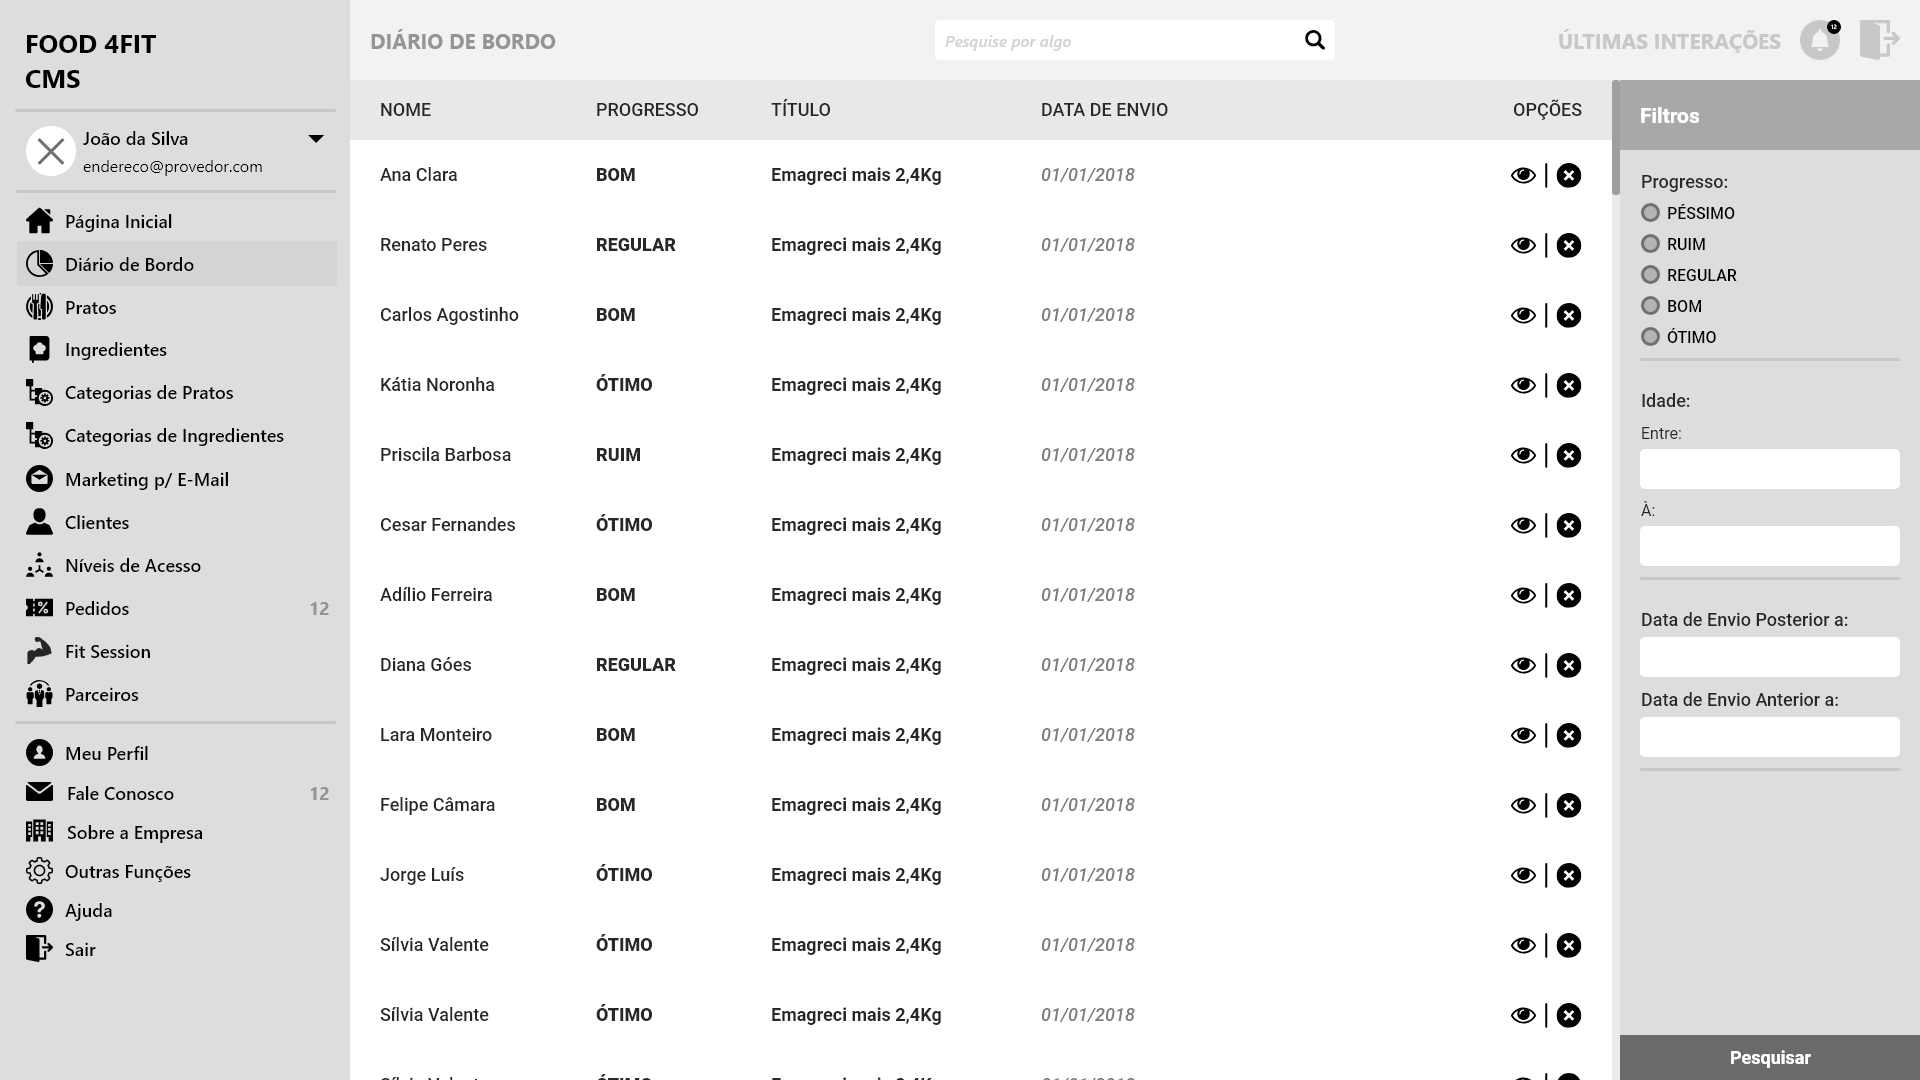 FOOD 4FIT
CMS
João da Silva
endereco@provedor.com
Página Inicial
Diário de Bordo
Pratos
Ingredientes
Categorias de Pratos
Categorias de Ingredientes
Marketing p/ E-Mail
Clientes
Níveis de Acesso
Pedidos 12
Fit Session
Parceiros
Meu Perfil
Fale Conosco 12
Sobre a Empresa
Outras Funções
Ajuda
Sair
DIÁRIO DE BORDO
Pesquise por algo
ÚLTIMAS INTERAÇÕES
12
NOME PROGRESSO TÍTULO DATA DE ENVIO OPÇÕES
Ana Clara BOM Emagreci mais 2,4Kg 01/01/2018
Renato Peres REGULAR Emagreci mais 2,4Kg 01/01/2018
Carlos Agostinho BOM Emagreci mais 2,4Kg 01/01/2018
Kátia Noronha ÓTIMO Emagreci mais 2,4Kg 01/01/2018
Priscila Barbosa RUIM Emagreci mais 2,4Kg 01/01/2018
Cesar Fernandes ÓTIMO Emagreci mais 2,4Kg 01/01/2018
Adílio Ferreira BOM Emagreci mais 2,4Kg 01/01/2018
Diana Góes REGULAR Emagreci mais 2,4Kg 01/01/2018
Lara Monteiro BOM Emagreci mais 2,4Kg 01/01/2018
Felipe Câmara BOM Emagreci mais 2,4Kg 01/01/2018
Jorge Luís ÓTIMO Emagreci mais 2,4Kg 01/01/2018
Sílvia Valente ÓTIMO Emagreci mais 2,4Kg 01/01/2018
Sílvia Valente ÓTIMO Emagreci mais 2,4Kg 01/01/2018
Filtros
Progresso:
PÉSSIMO
RUIM
REGULAR
BOM
ÓTIMO
Idade:
Entre:
À:
Data de Envio Posterior a:
Data de Envio Anterior a:
Pesquisar